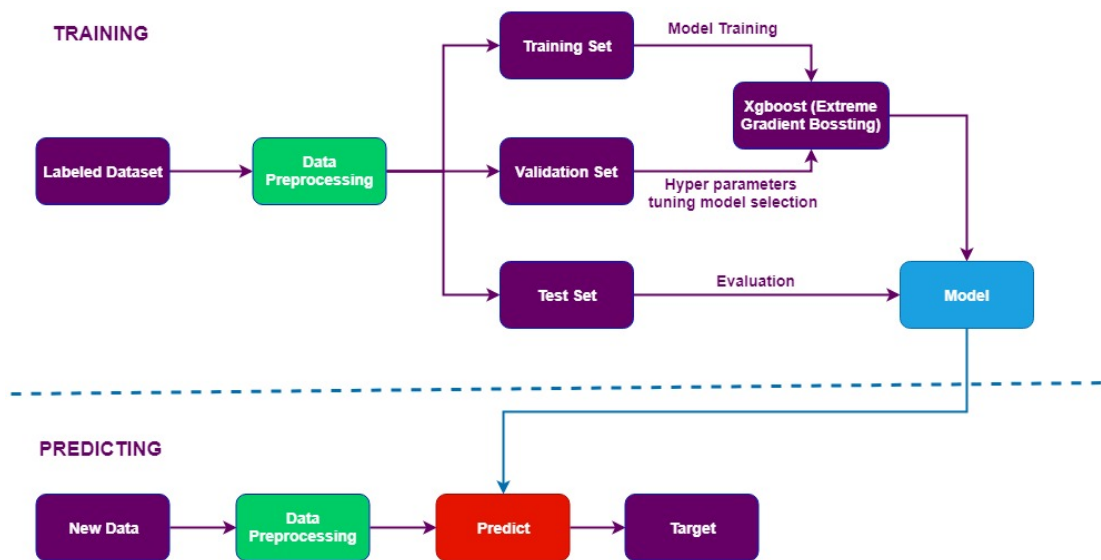 TRAINING
Training Set
Model Training
Xgboost (Extreme
Gradient Bossting)
Labeled Dataset
Data
Preprocessing
Validation Set
Hyper parameters
tuning model selection
Test Set
Evaluation
Model
PREDICTING
New Data
Data
Preprocessing
Predict
Target